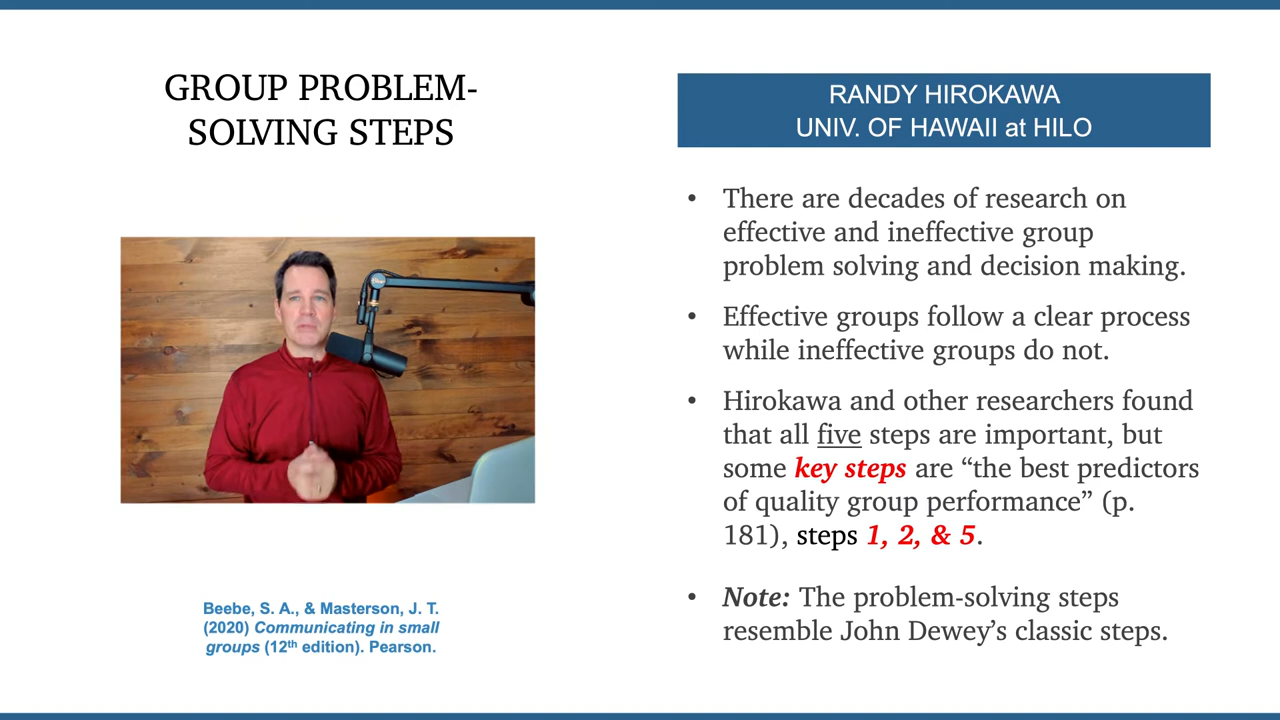 GROUP PROBLEM-
SOLVING STEPS
Beebe, S. A., & Masterson, J. T.
(2020) Communicating in small
groups (12th edition). Pearson.
RANDY HIROKAWA
UNIV. OF HAWAII at HILO
• There are decades of research on
effective and ineffective group
problem solving and decision making.
• Effective groups follow a clear process
while ineffective groups do not.
• Hirokawa and other researchers found
that all five steps are important, but
some key steps are “the best predictors
of quality group performance” (p.
181), steps 1, 2, & 5.
• Note: The problem-solving steps
resemble John Dewey’s classic steps.